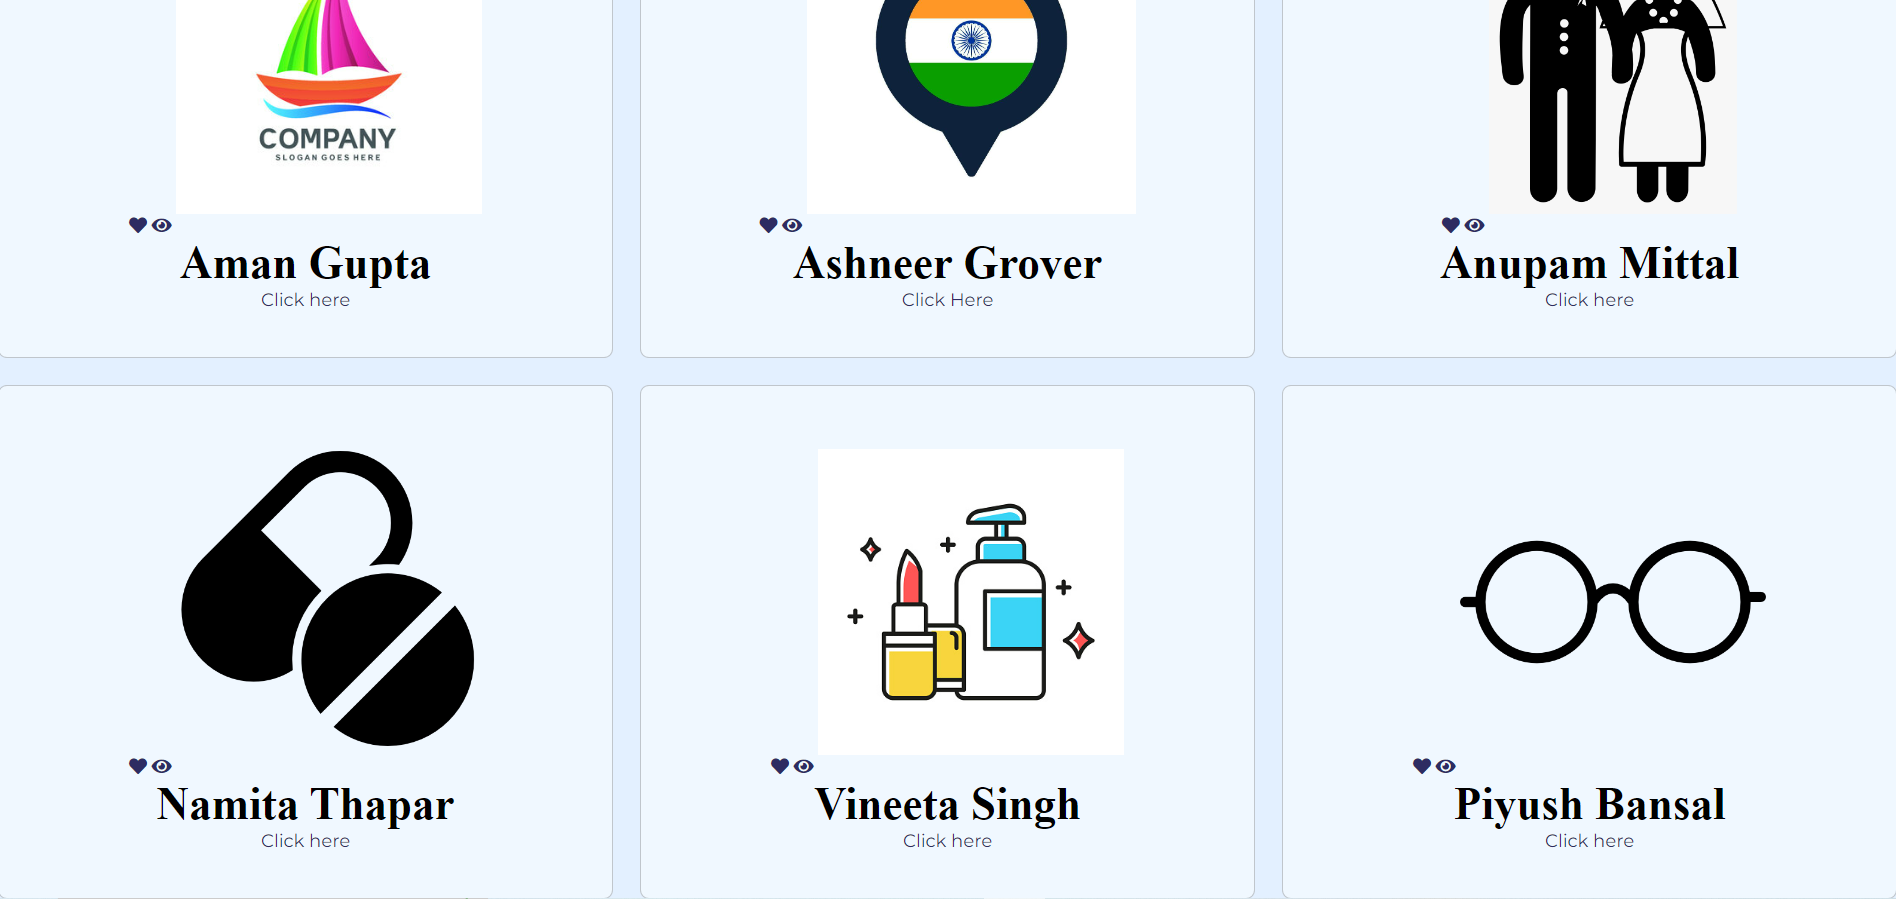 COMPANY
SLOGAN GOES HERE
Aman Gupta
Click here
Ashneer Grover
Click Here
Anupam Mittal
Click here
Namita Thapar
Click here
Vineeta Singh
Click here
Piyush Bansal
Click here